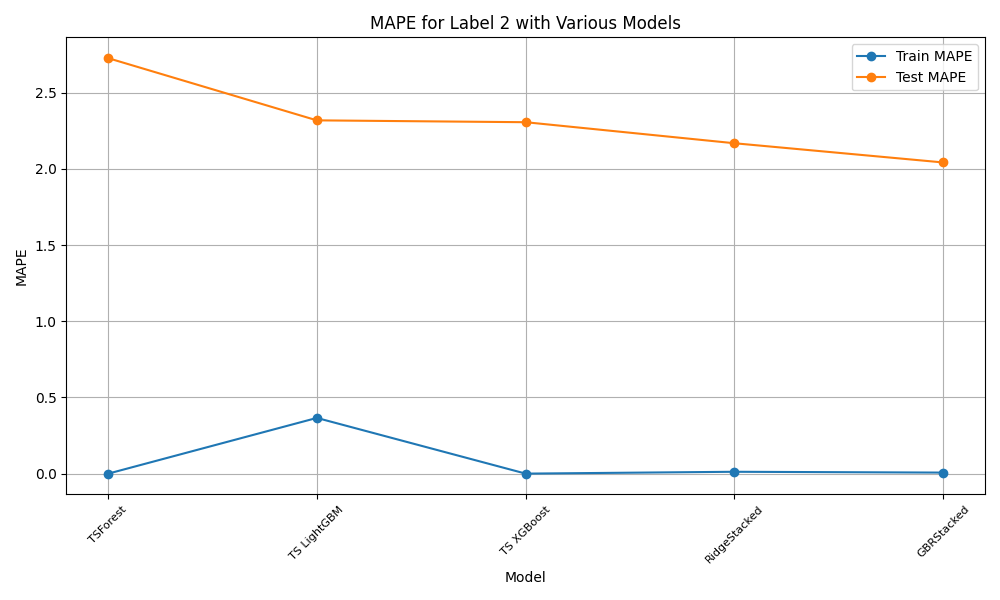 MAPE for Label 2 with Various Models
Train MAPE
Test MAPE
MAPE
2.5
2.0
1.5
1.0
0.5
0.0
TSForest
TS LightGBM
TS XGBoost
RidgeStacked
GBRStacked
Model